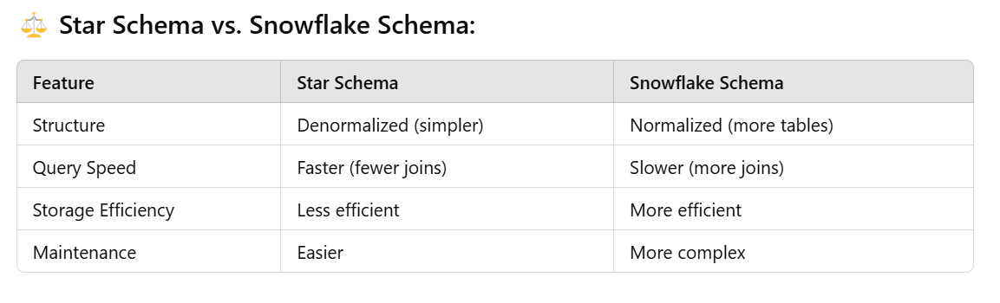 ⚖️ Star Schema vs. Snowflake Schema:
Feature Star Schema Snowflake Schema
Structure Denormalized (simpler) Normalized (more tables)
Query Speed Faster (fewer joins) Slower (more joins)
Storage Efficiency Less efficient More efficient
Maintenance Easier More complex